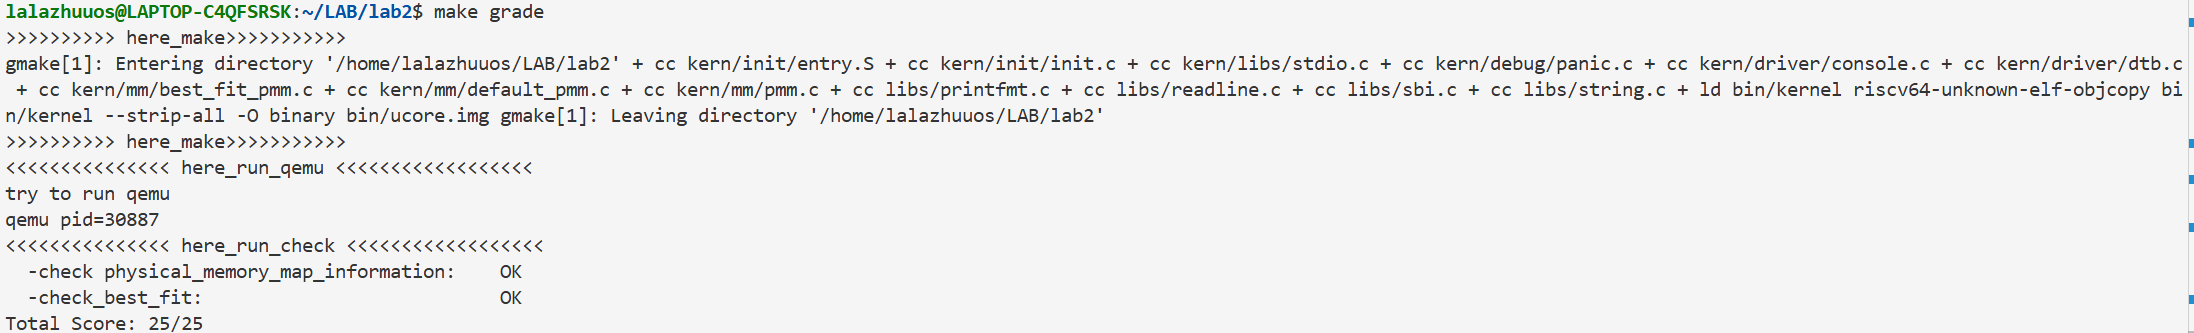 lalazhuuos@LAPTOP-C4QFSRSK:~/LAB/lab2$ make grade
>>>>>>>>>> here_make>>>>>>>>>>>
gmake[1]: Entering directory '/home/lalazhuuos/LAB/lab2' + cc kern/init/entry.S + cc kern/init/init.c + cc kern/libs/stdio.c + cc kern/debug/panic.c + cc kern/driver/console.c + cc kern/driver/dtb.c
 + cc kern/mm/best_fit_pmm.c + cc kern/mm/default_pmm.c + cc kern/mm/pmm.c + cc libs/printfmt.c + cc libs/readline.c + cc libs/sbi.c + cc libs/string.c + ld bin/kernel riscv64-unknown-elf-objcopy bi
n/kernel --strip-all -O binary bin/ucore.img gmake[1]: Leaving directory '/home/lalazhuuos/LAB/lab2'
>>>>>>>>>> here_make>>>>>>>>>>>
<<<<<<<<<<<<<<< here_run_qemu <<<<<<<<<<<<<<<<<<
try to run qemu
qemu pid=30887
<<<<<<<<<<<<<<< here_run_check <<<<<<<<<<<<<<<<<<
  -check physical_memory_map_information:    OK
  -check_best_fit:                           OK
Total Score: 25/25